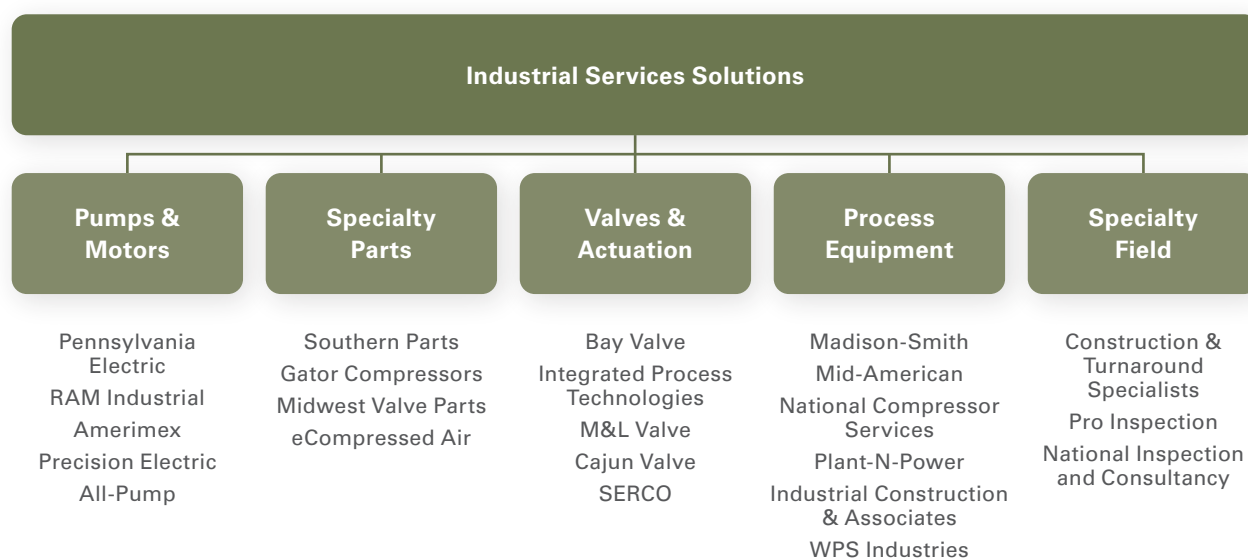 Industrial Services Solutions
Pumps &
Motors
Specialty
Parts
Valves &
Actuation
Process
Equipment
Specialty
Field
Pennsylvania
Electric
RAM Industrial
Amerimex
Precision Electric
All-Pump
Southern Parts
Gator Compressors
Midwest Valve Parts
eCompressed Air
Bay Valve
Integrated Process
Technologies
M&L Valve
Cajun Valve
SERCO
Madison-Smith
Mid-American
National Compressor
Services
Plant-N-Power
Industrial Construction
& Associates
WPS Industries
Construction &
Turnaround
Specialists
Pro Inspection
National Inspection
and Consultancy